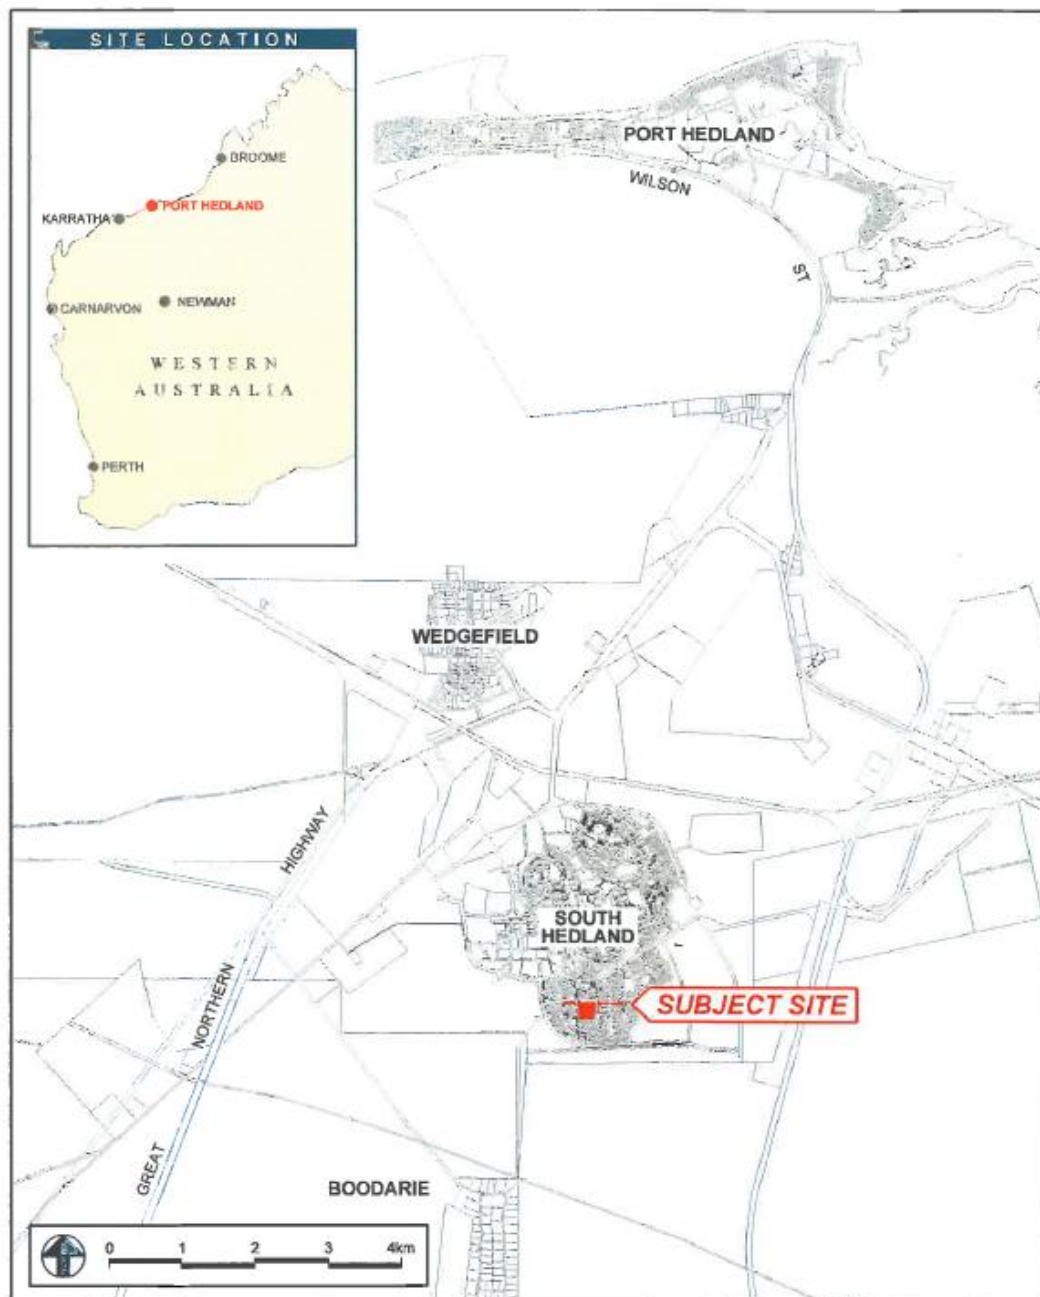 SITE LOCATION
BROOME
PORT HEDLAND
KARRATHA
CARNARVON
NEWMAN
WESTERN
AUSTRALIA
PERTH
PORT HEDLAND
WILSON
ST
WEDGEFIELD
HIGHWAY
SOUTH
HEDLAND
NORTHERN
SUBJECT SITE
GREAT
BOODARIE
0 1 2 3 4km